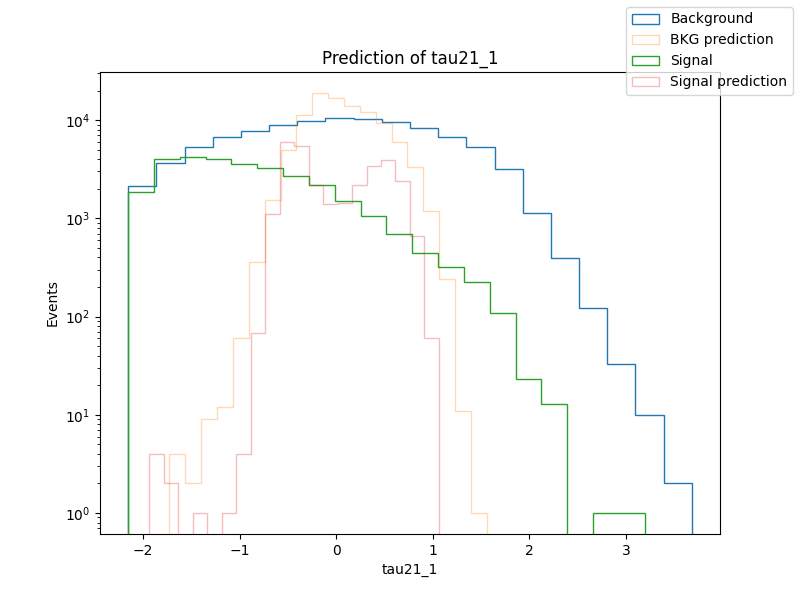 Prediction of tau21_1
Background
BKG prediction
Signal
Signal prediction
Events
10⁴
10³
10²
10¹
10⁰
−2
−1
0
1
2
3
tau21_1